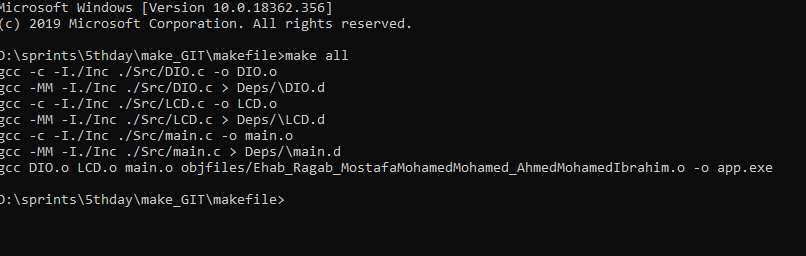 Microsoft Windows [Version 10.0.18362.356]
(c) 2019 Microsoft Corporation. All rights reserved.
D:\sprints\5thday\make_GIT\makefile>make all
gcc -c -I./Inc ./Src/DIO.c -o DIO.o
gcc -MM -I./Inc ./Src/DIO.c > Deps/\DIO.d
gcc -c -I./Inc ./Src/LCD.c -o LCD.o
gcc -MM -I./Inc ./Src/LCD.c > Deps/\LCD.d
gcc -c -I./Inc ./Src/main.c -o main.o
gcc -MM -I./Inc ./Src/main.c > Deps/\main.d
gcc DIO.o LCD.o main.o objfiles/Ehab_Ragab_MostafaMohamedMohamed_AhmedMohamedIbrahim.o -o app.exe
D:\sprints\5thday\make_GIT\makefile>